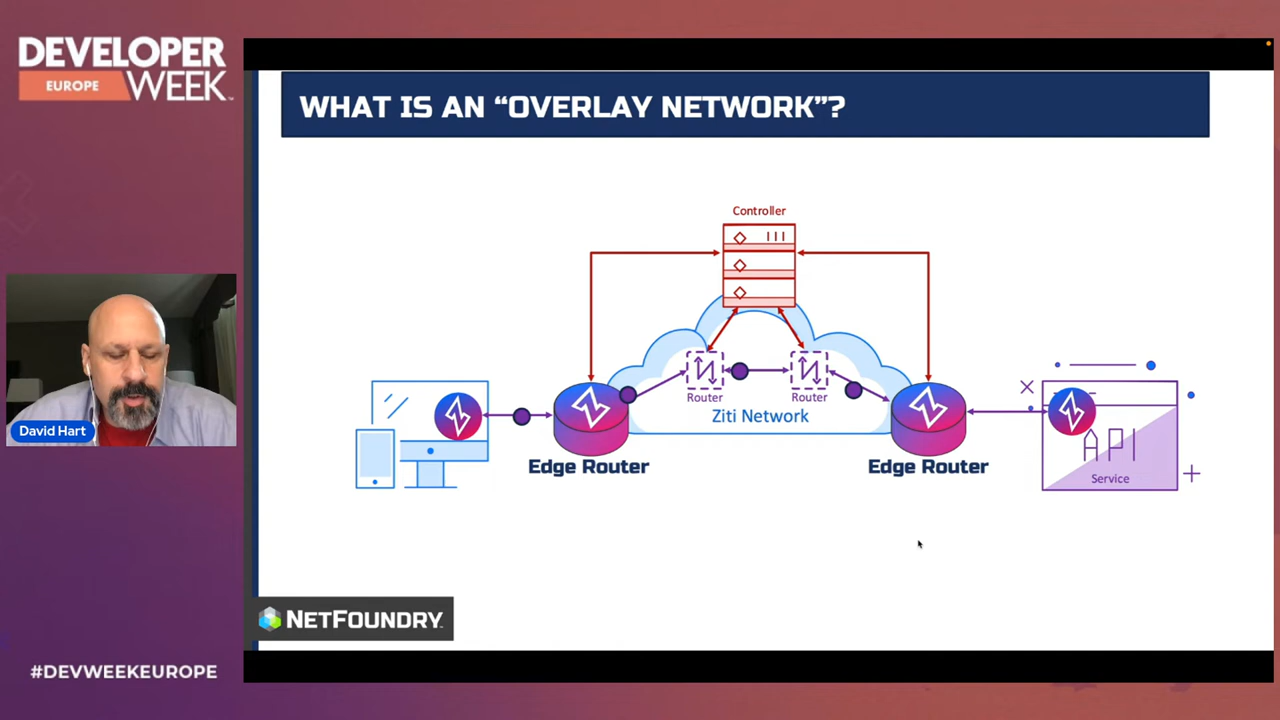 DEVELOPER
EUROPE
WEEK
WHAT IS AN “OVERLAY NETWORK”?
Controller
Router
Router
Ziti Network
Edge Router
Edge Router
API
Service
David Hart
NETFOUNDRY
#DEVWEEKEUROPE